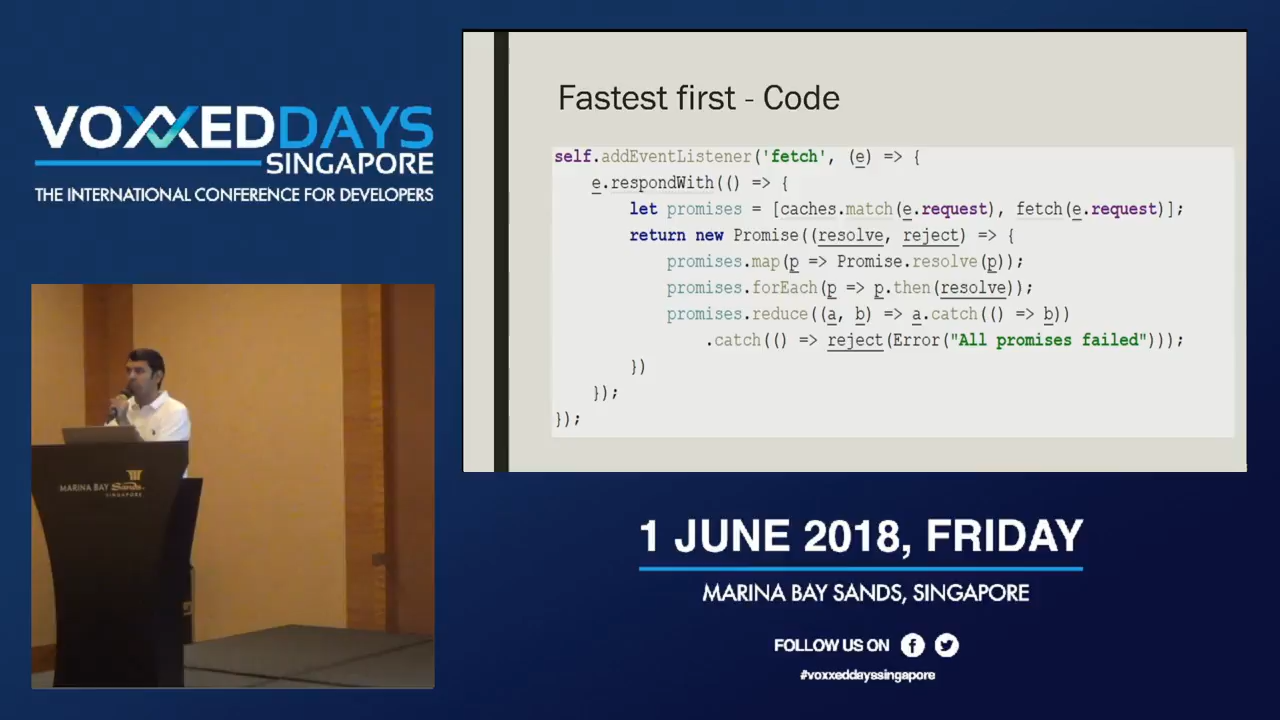 VOXXEDDAYS
SINGAPORE
THE INTERNATIONAL CONFERENCE FOR DEVELOPERS
MARINA BAY Sands
SINGAPORE
Fastest first - Code
self.addEventListener('fetch', (e) => {
    e.respondWith(() => {
        let promises = [caches.match(e.request), fetch(e.request)];
        return new Promise((resolve, reject) => {
            promises.map(p => Promise.resolve(p));
            promises.forEach(p => p.then(resolve));
            promises.reduce((a, b) => a.catch(() => b))
                .catch(() => reject(Error("All promises failed")));
        })
    });
});
1 JUNE 2018, FRIDAY
MARINA BAY SANDS, SINGAPORE
FOLLOW US ON
#voxxeddayssingapore